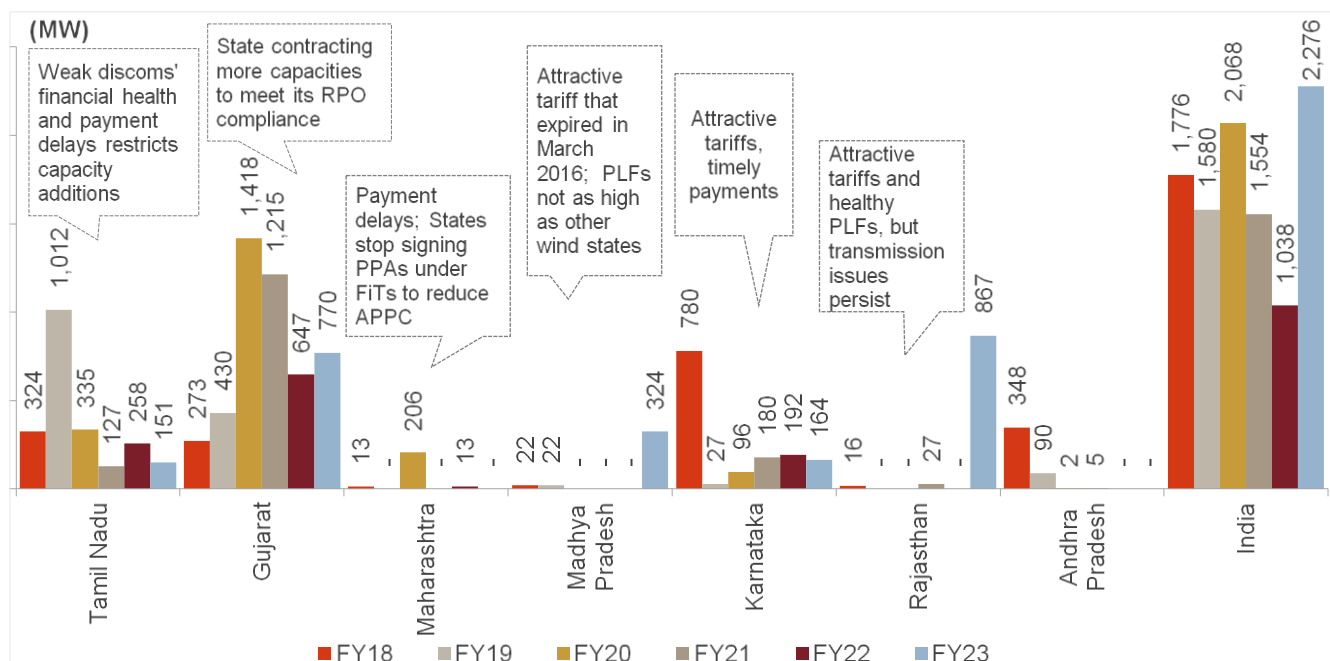 (MW)
Weak discoms'
financial health
and payment
delays restricts
capacity
additions
State contracting
more capacities
to meet its RPO
compliance
Payment
delays; States
stop signing
PPAs under
FiTs to reduce
APPC
Attractive
tariff that
expired in
March
2016; PLFs
not as high
as other
wind states
Attractive
tariffs,
timely
payments
Attractive
tariffs and
healthy
PLFs, but
transmission
issues
persist
324
1,012
335
127
258
151
273
430
1,418
1,215
647
770
13
-
206
-
13
-
22
22
-
-
-
324
780
27
96
180
192
164
16
-
-
27
-
867
348
90
2
5
-
-
1,776
1,580
2,068
1,554
1,038
2,276
Tamil Nadu
Gujarat
Maharashtra
Madhya
Pradesh
Karnataka
Rajasthan
Andhra
Pradesh
India
FY18 FY19 FY20 FY21 FY22 FY23